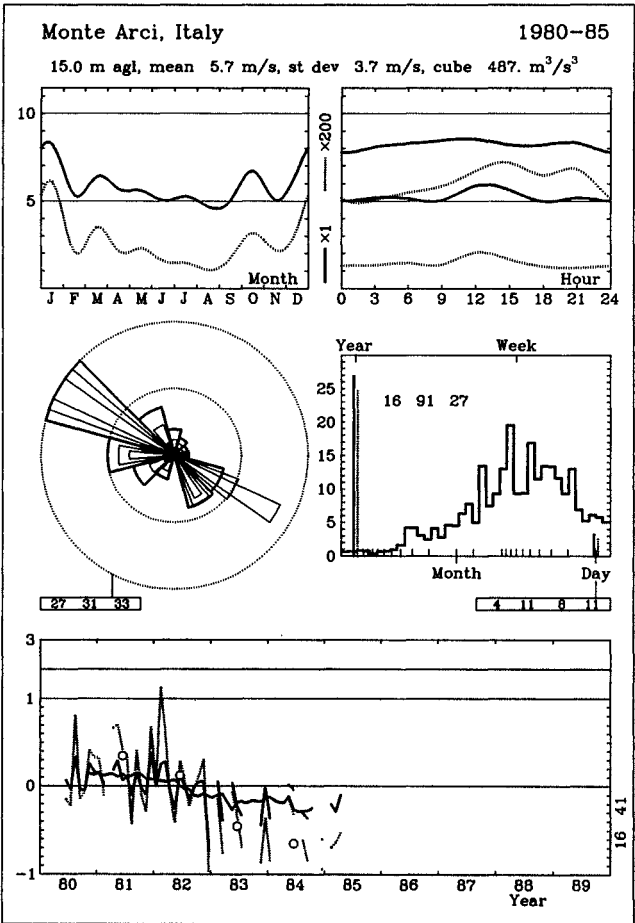 Monte Arci, Italy 1980-85
15.0 m agl, mean 5.7 m/s, st dev 3.7 m/s, cube 487. m³/s³
10
5
Month
J F M A M J J A S O N D
×1 ×200
Hour
0 3 6 9 12 15 18 21 24
27 31 33
Year Week
25
20
15
10
5
0
16 91 27
Month Day
4 11 8 11
3
1
0
-1
80 81 82 83 84 85 86 87 88 89
Year
16 41